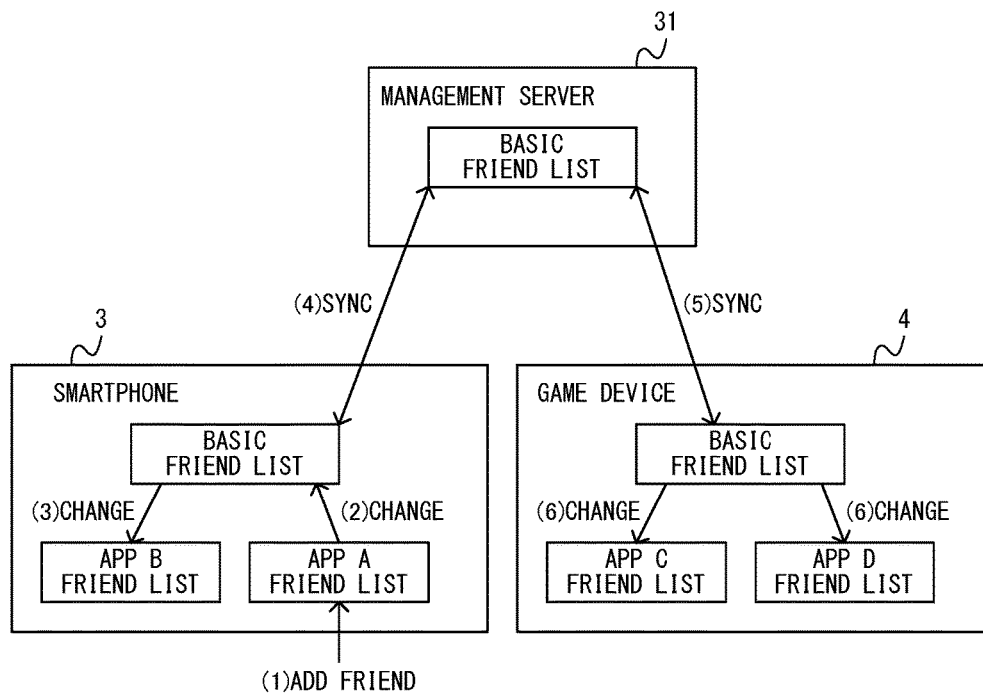 31
MANAGEMENT SERVER
BASIC
FRIEND LIST
(4)SYNC
(5)SYNC
3
4
SMARTPHONE
BASIC
FRIEND LIST
(3)CHANGE
(2)CHANGE
APP B
FRIEND LIST
APP A
FRIEND LIST
(1)ADD FRIEND
GAME DEVICE
BASIC
FRIEND LIST
(6)CHANGE
(6)CHANGE
APP C
FRIEND LIST
APP D
FRIEND LIST